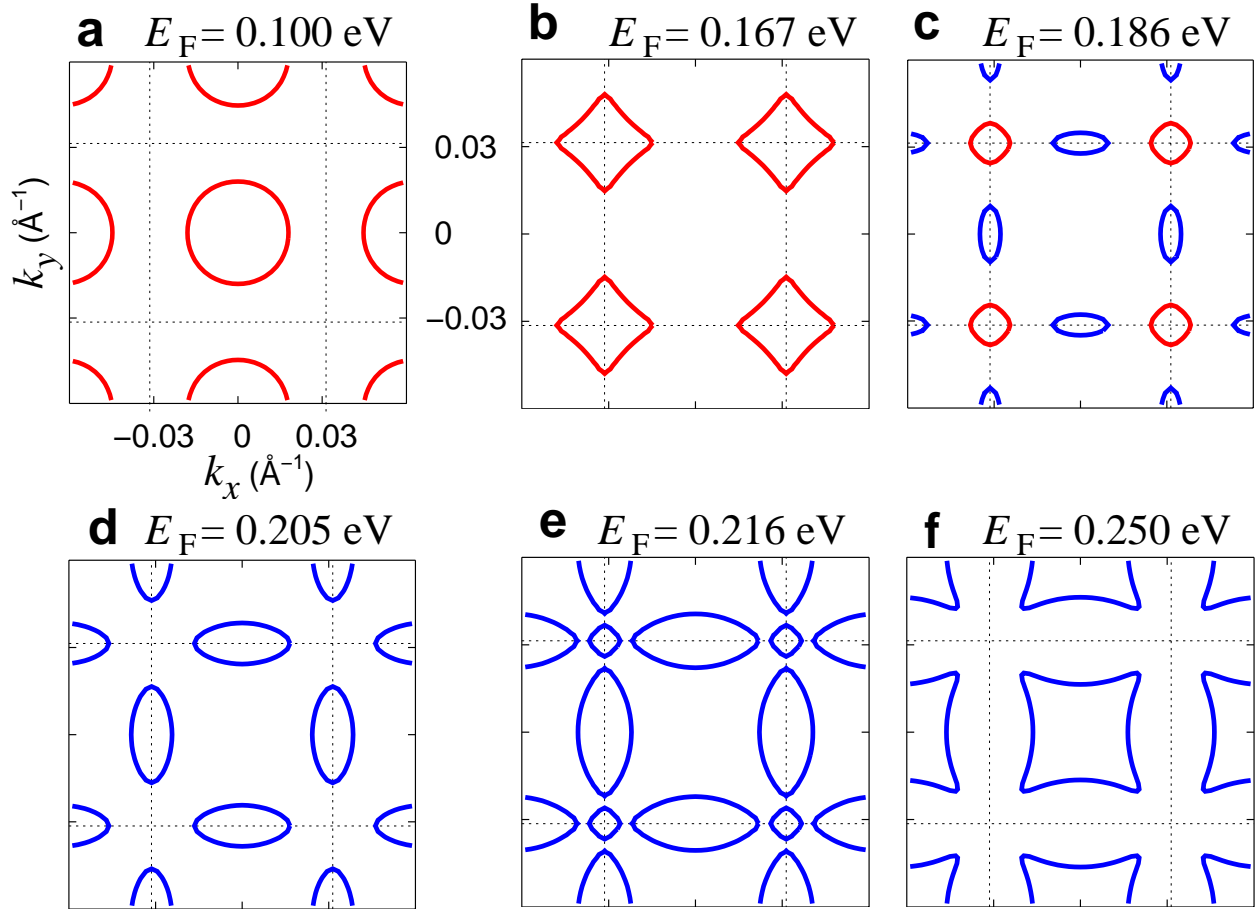 a E_F = 0.100 eV
b E_F = 0.167 eV
c E_F = 0.186 eV
k_y (Å⁻¹)
0.03
0
−0.03
−0.03 0 0.03
k_x (Å⁻¹)
d E_F = 0.205 eV
e E_F = 0.216 eV
f E_F = 0.250 eV